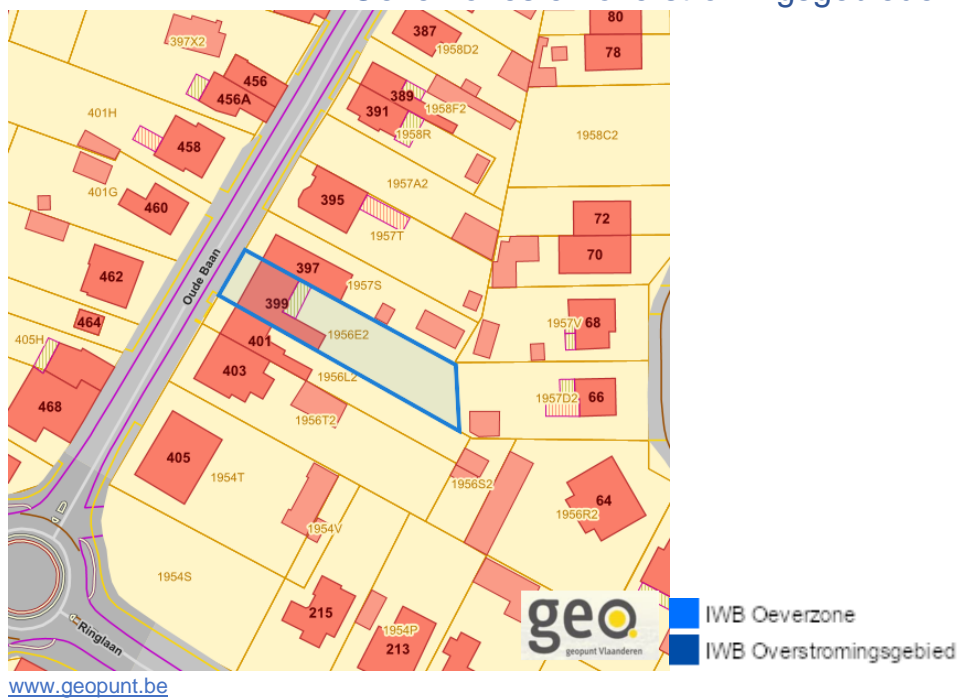 80
387
1958D2
78
397X2
456
456A
389
391
1958F2
1958R
401H
458
1958C2
1957A2
401G
460
395
1957T
72
70
Oude Baan
462
397
1957S
399
464
1956E2
1957V
68
405H
401
403
1956L2
1957D2
66
468
1956T2
405
1954T
1956S2
64
1956R2
1954V
1954S
215
1954P
213
Ringlaan
geo
geopunt Vlaanderen
IWB Oeverzone
IWB Overstromingsgebied
www.geopunt.be